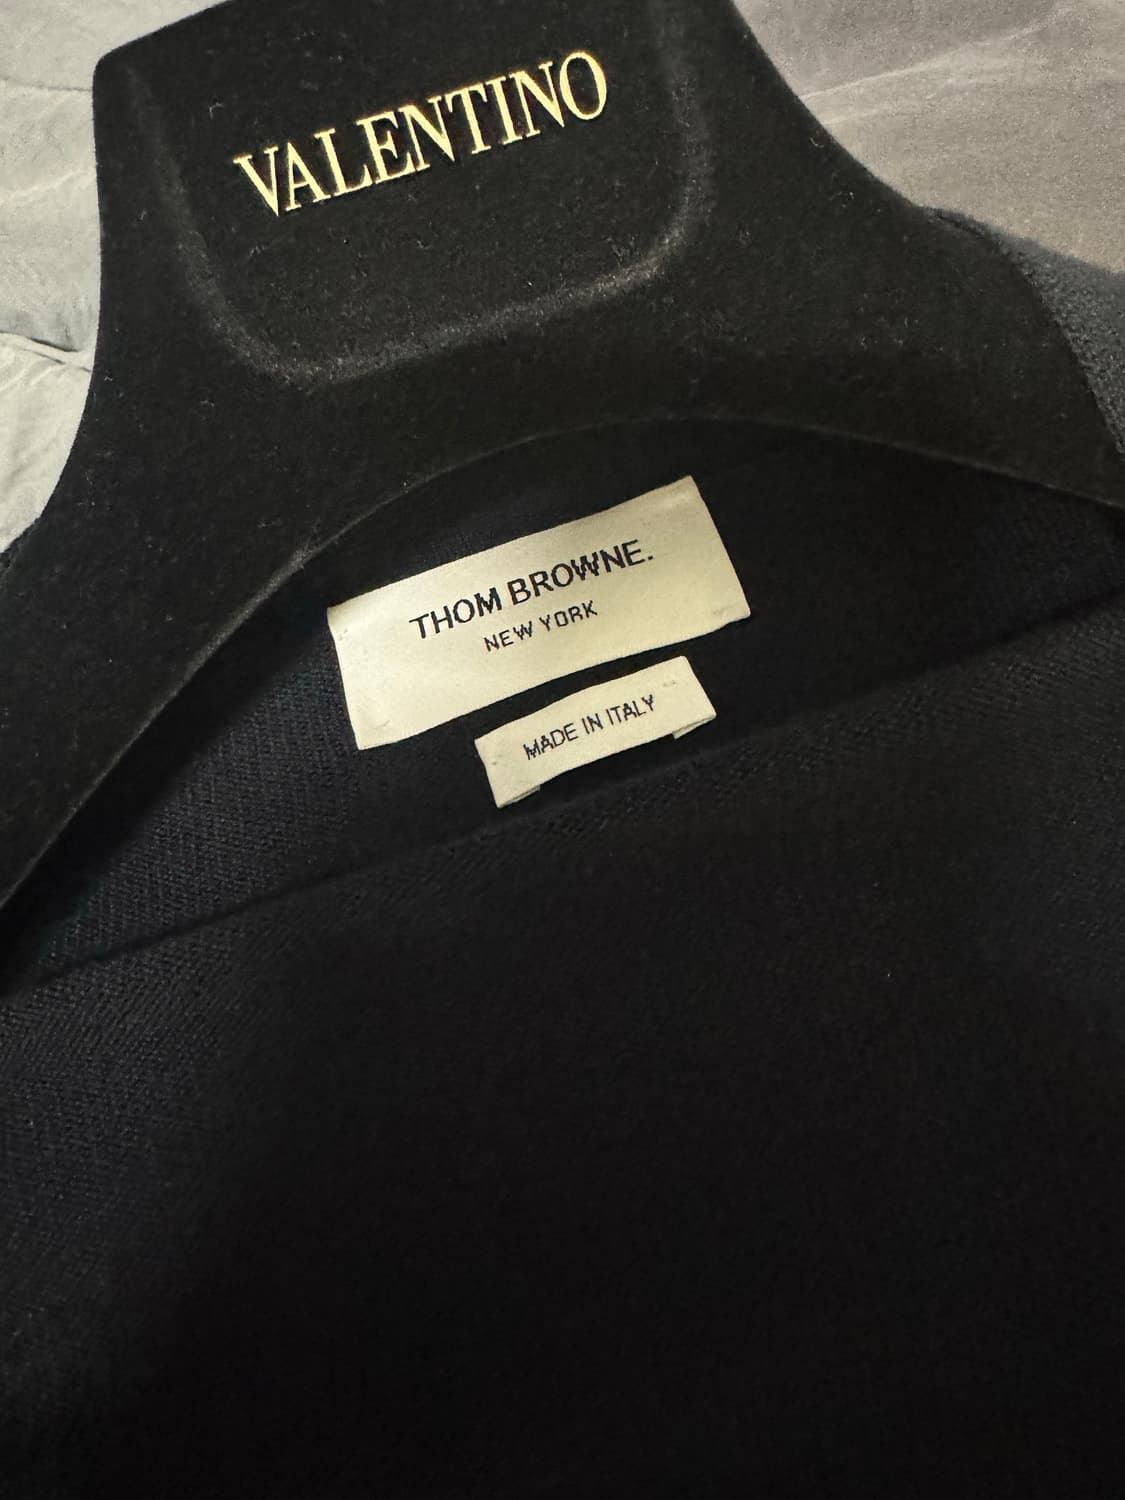 VALENTINO
THOM BROWNE.
NEW YORK
MADE IN ITALY